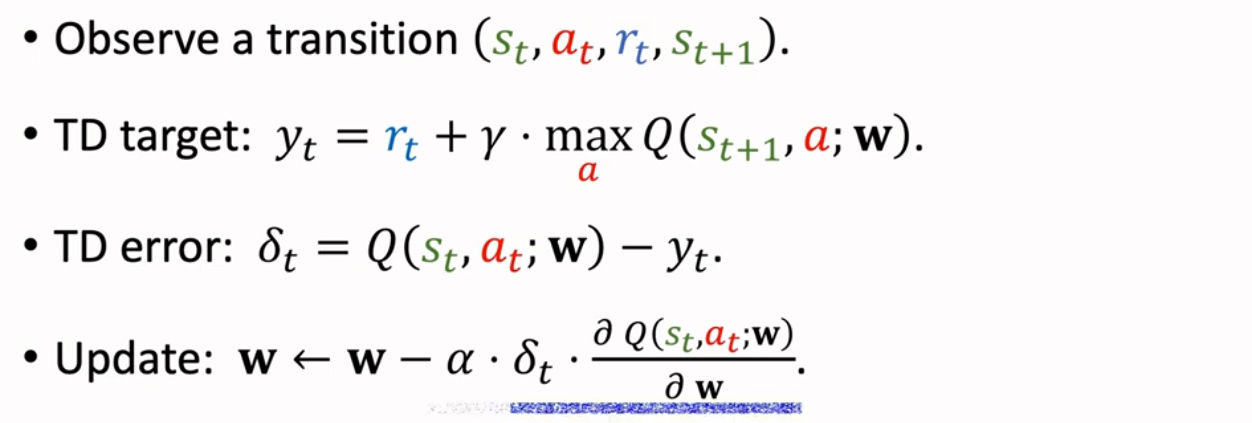 • Observe a transition (s_t, a_t, r_t, s_{t+1}).
• TD target: y_t = r_t + γ · max_a Q(s_{t+1}, a; w).
• TD error: δ_t = Q(s_t, a_t; w) − y_t.
• Update: w ← w − α · δ_t · ∂ Q(s_t,a_t;w) / ∂ w.